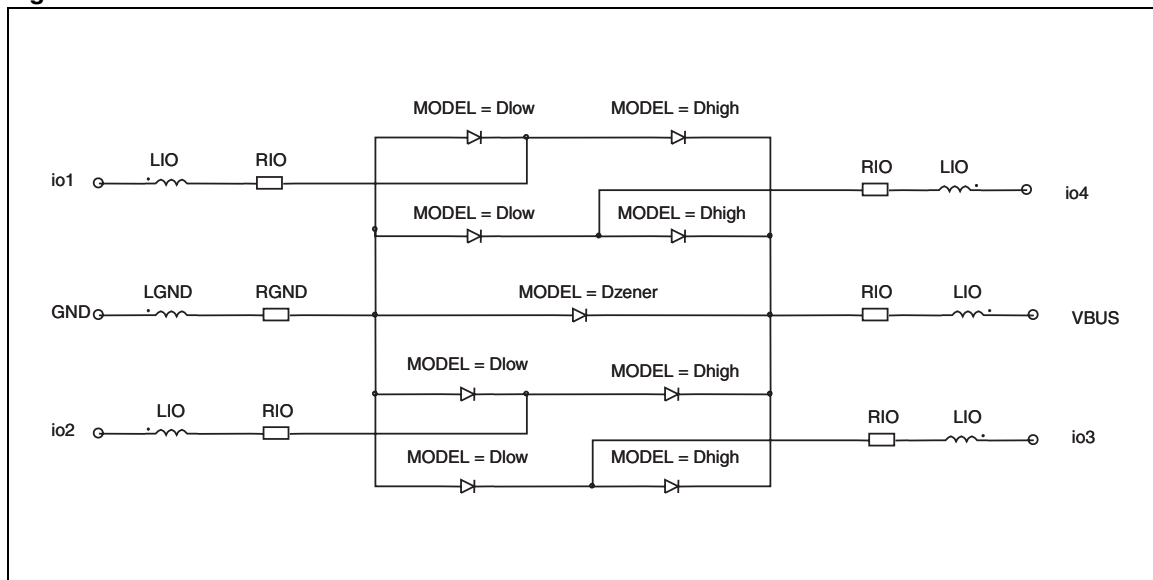 MODEL = Dlow MODEL = Dhigh
LIO RIO
io1
RIO LIO
io4
MODEL = Dlow MODEL = Dhigh
LGND RGND MODEL = Dzener RIO LIO
GND VBUS
MODEL = Dlow MODEL = Dhigh
LIO RIO
io2
RIO LIO
io3
MODEL = Dlow MODEL = Dhigh